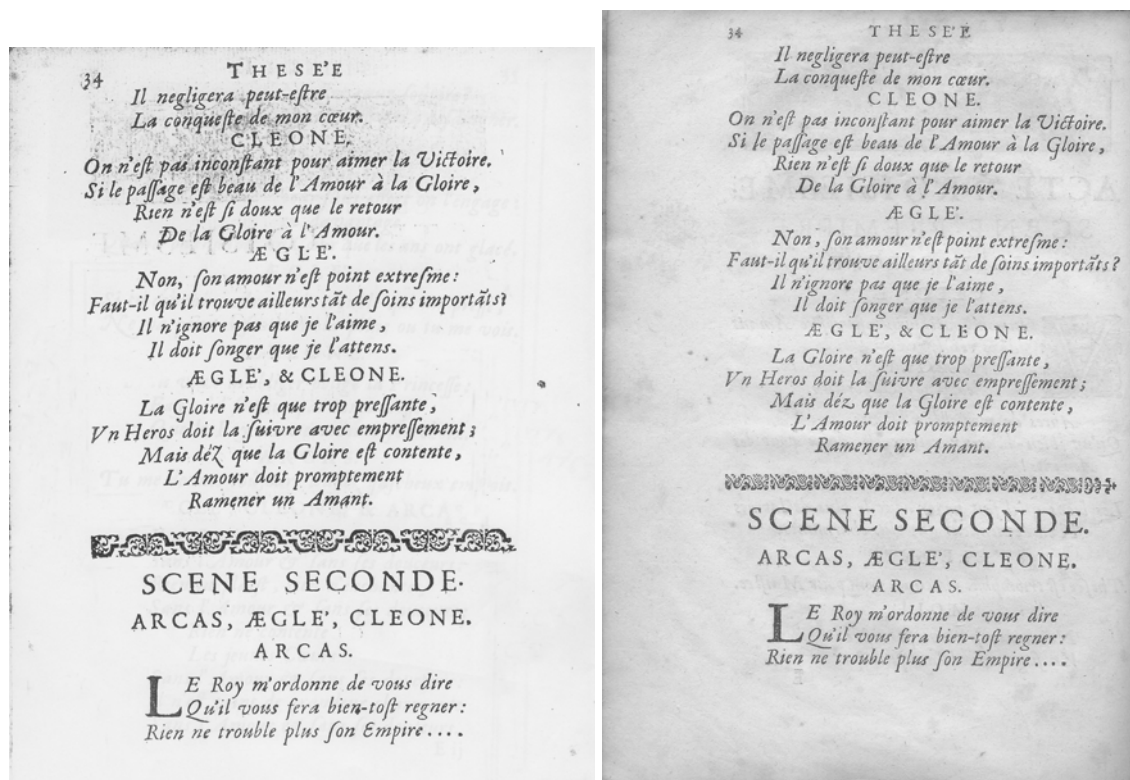 34 THESE'E
Il negligera peut-estre
La conqueste de mon cœur.
CLEONE.
On n'est pas inconstant pour aimer la Victoire.
Si le passage est beau de l'Amour à la Gloire,
Rien n'est si doux que le retour
De la Gloire à l'Amour.
ÆGLE'.
Non, son amour n'est point extresme:
Faut-il qu'il trouve ailleurs tãt de soins importãts?
Il n'ignore pas que je l'aime,
Il doit songer que je l'attens.
ÆGLE', & CLEONE.
La Gloire n'est que trop pressante,
Vn Heros doit la suivre avec empressement;
Mais déz que la Gloire est contente,
L'Amour doit promptement
Ramener un Amant.
SCENE SECONDE.
ARCAS, ÆGLE', CLEONE.
ARCAS.
LE Roy m'ordonne de vous dire
Qu'il vous fera bien-tost regner:
Rien ne trouble plus son Empire....
34 THESE'E
Il negligera peut-estre
La conqueste de mon cœur.
CLEONE.
On n'est pas inconstant pour aimer la Victoire.
Si le passage est beau de l'Amour à la Gloire,
Rien n'est si doux que le retour
De la Gloire à l'Amour.
ÆGLE'.
Non, son amour n'est point extresme:
Faut-il qu'il trouve ailleurs tãt de soins importãts?
Il n'ignore pas que je l'aime,
Il doit songer que je l'attens.
ÆGLE', & CLEONE.
La Gloire n'est que trop pressante,
Vn Heros doit la suivre avec empressement;
Mais déz que la Gloire est contente,
L'Amour doit promptement
Ramener un Amant.
SCENE SECONDE.
ARCAS, ÆGLE', CLEONE.
ARCAS.
LE Roy m'ordonne de vous dire
Qu'il vous fera bien-tost regner:
Rien ne trouble plus son Empire....